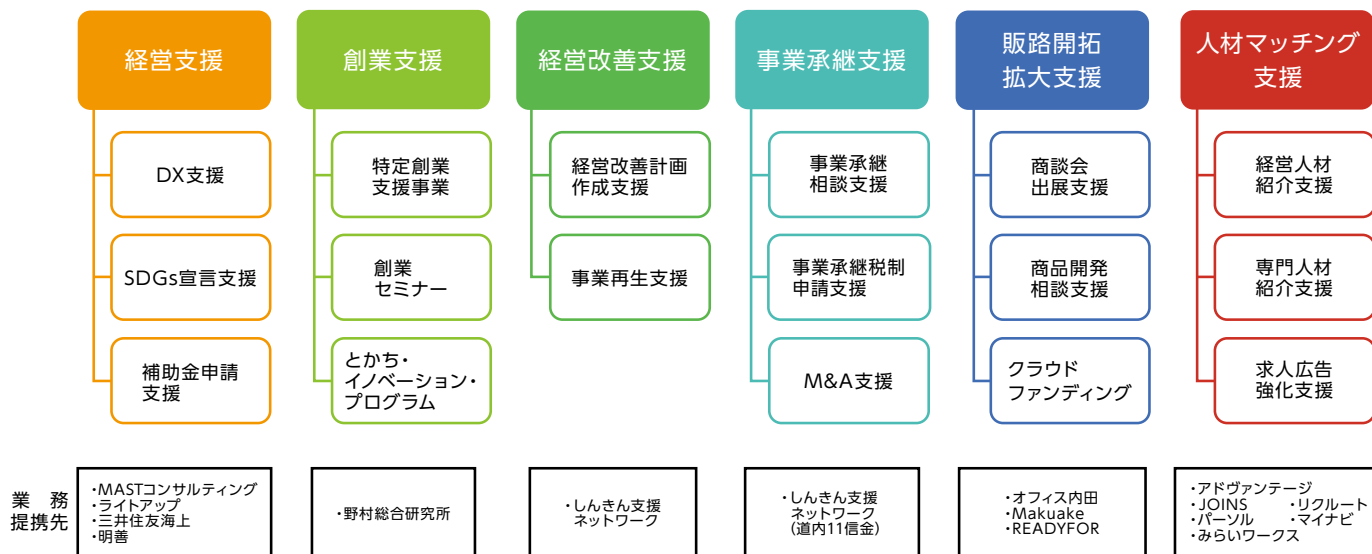 経営支援
DX支援
SDGs宣言支援
補助金申請
支援
創業支援
特定創業
支援事業
創業
セミナー
とかち・
イノベーション・
プログラム
経営改善支援
経営改善計画
作成支援
事業再生支援
事業承継支援
事業承継
相談支援
事業承継税制
申請支援
M&A支援
販路開拓
拡大支援
商談会
出展支援
商品開発
相談支援
クラウド
ファンディング
人材マッチング
支援
経営人材
紹介支援
専門人材
紹介支援
求人広告
強化支援
業務
提携先
・MASTコンサルティング
・ライトアップ
・三井住友海上
・明善
・野村総合研究所
・しんきん支援
ネットワーク
・しんきん支援
ネットワーク
(道内11信金)
・オフィス内田
・Makuake
・READYFOR
・アドヴァンテージ
・JOINS ・リクルート
・パーソル ・マイナビ
・みらいワークス